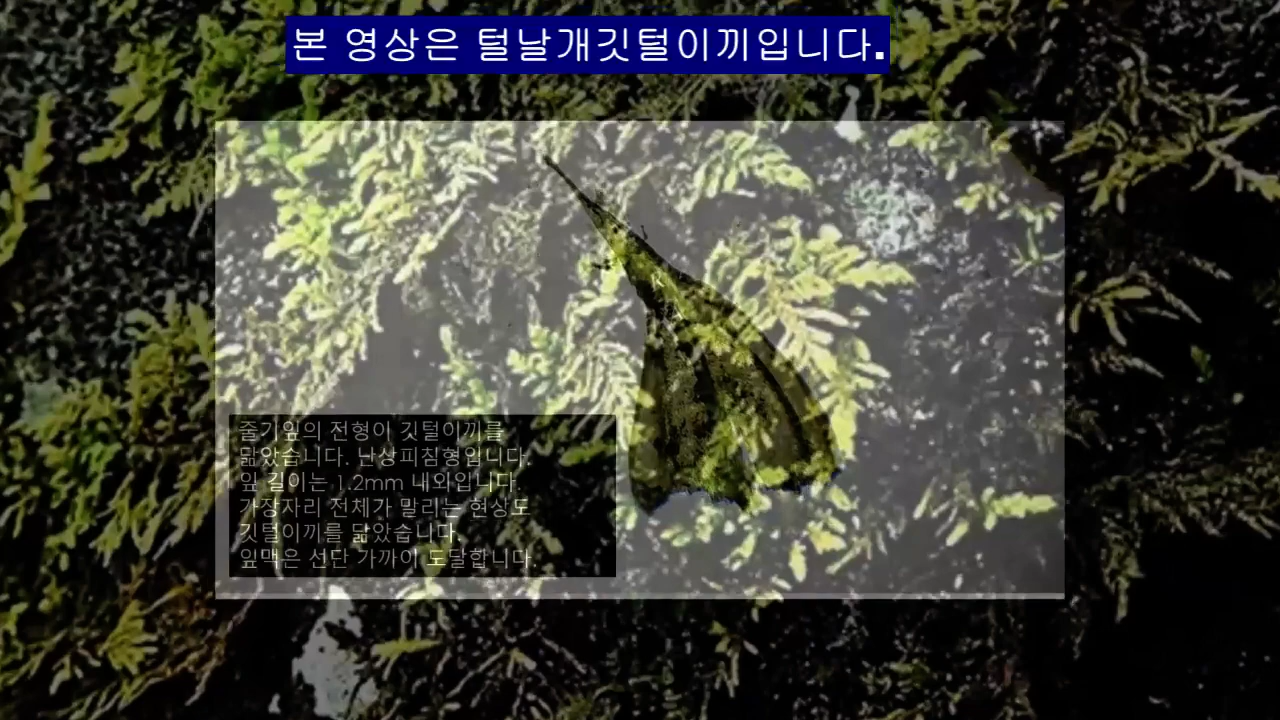 본 영상은 털날개깃털이끼입니다.
줄기잎의 전형이 깃털이끼를
닮았습니다. 난상피침형입니다.
잎 길이는 1.2mm 내외입니다.
가장자리 전체가 말리는 현상도
깃털이끼를 닮았습니다.
잎맥은 선단 가까이 도달합니다.